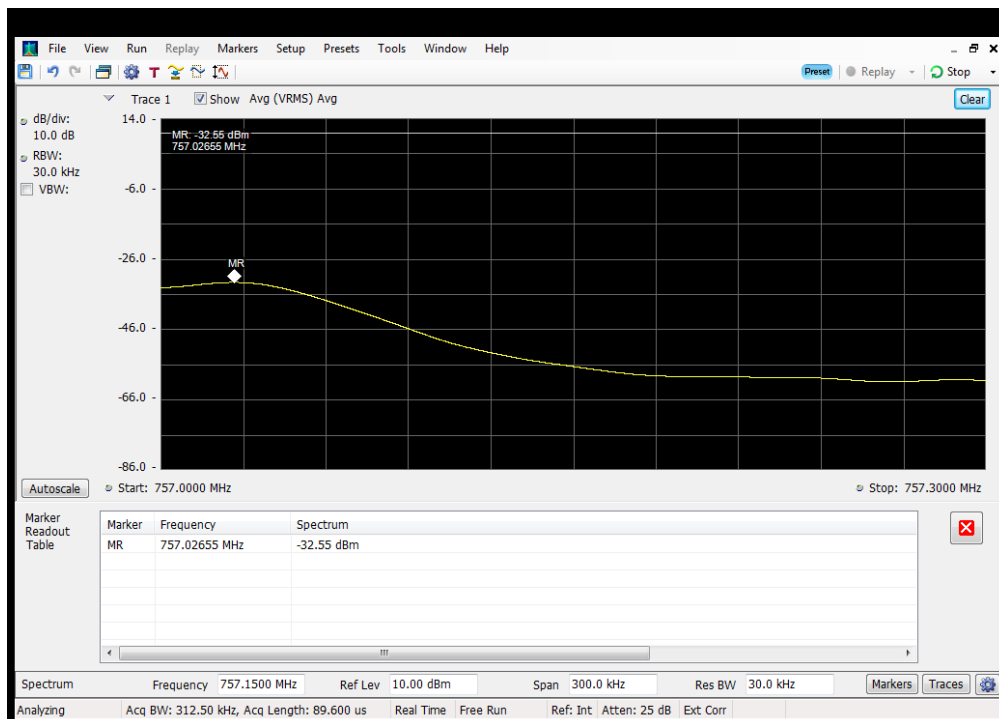 File View Run Replay Markers Setup Presets Tools Window Help
T Preset Replay Stop
Trace 1 Show Avg (VRMS) Avg Clear
dB/div:
10.0 dB
RBW:
30.0 kHz
VBW:
14.0 -
-6.0 -
-26.0 -
-46.0 -
-66.0 -
-86.0 -
MR: -32.55 dBm
757.02655 MHz
MR
Autoscale Start: 757.0000 MHz Stop: 757.3000 MHz
Marker
Readout
Table
Marker Frequency Spectrum
MR 757.02655 MHz -32.55 dBm
Spectrum Frequency 757.1500 MHz Ref Lev 10.00 dBm Span 300.0 kHz Res BW 30.0 kHz Markers Traces
Analyzing Acq BW: 312.50 kHz, Acq Length: 89.600 us Real Time Free Run Ref: Int Atten: 25 dB Ext Corr